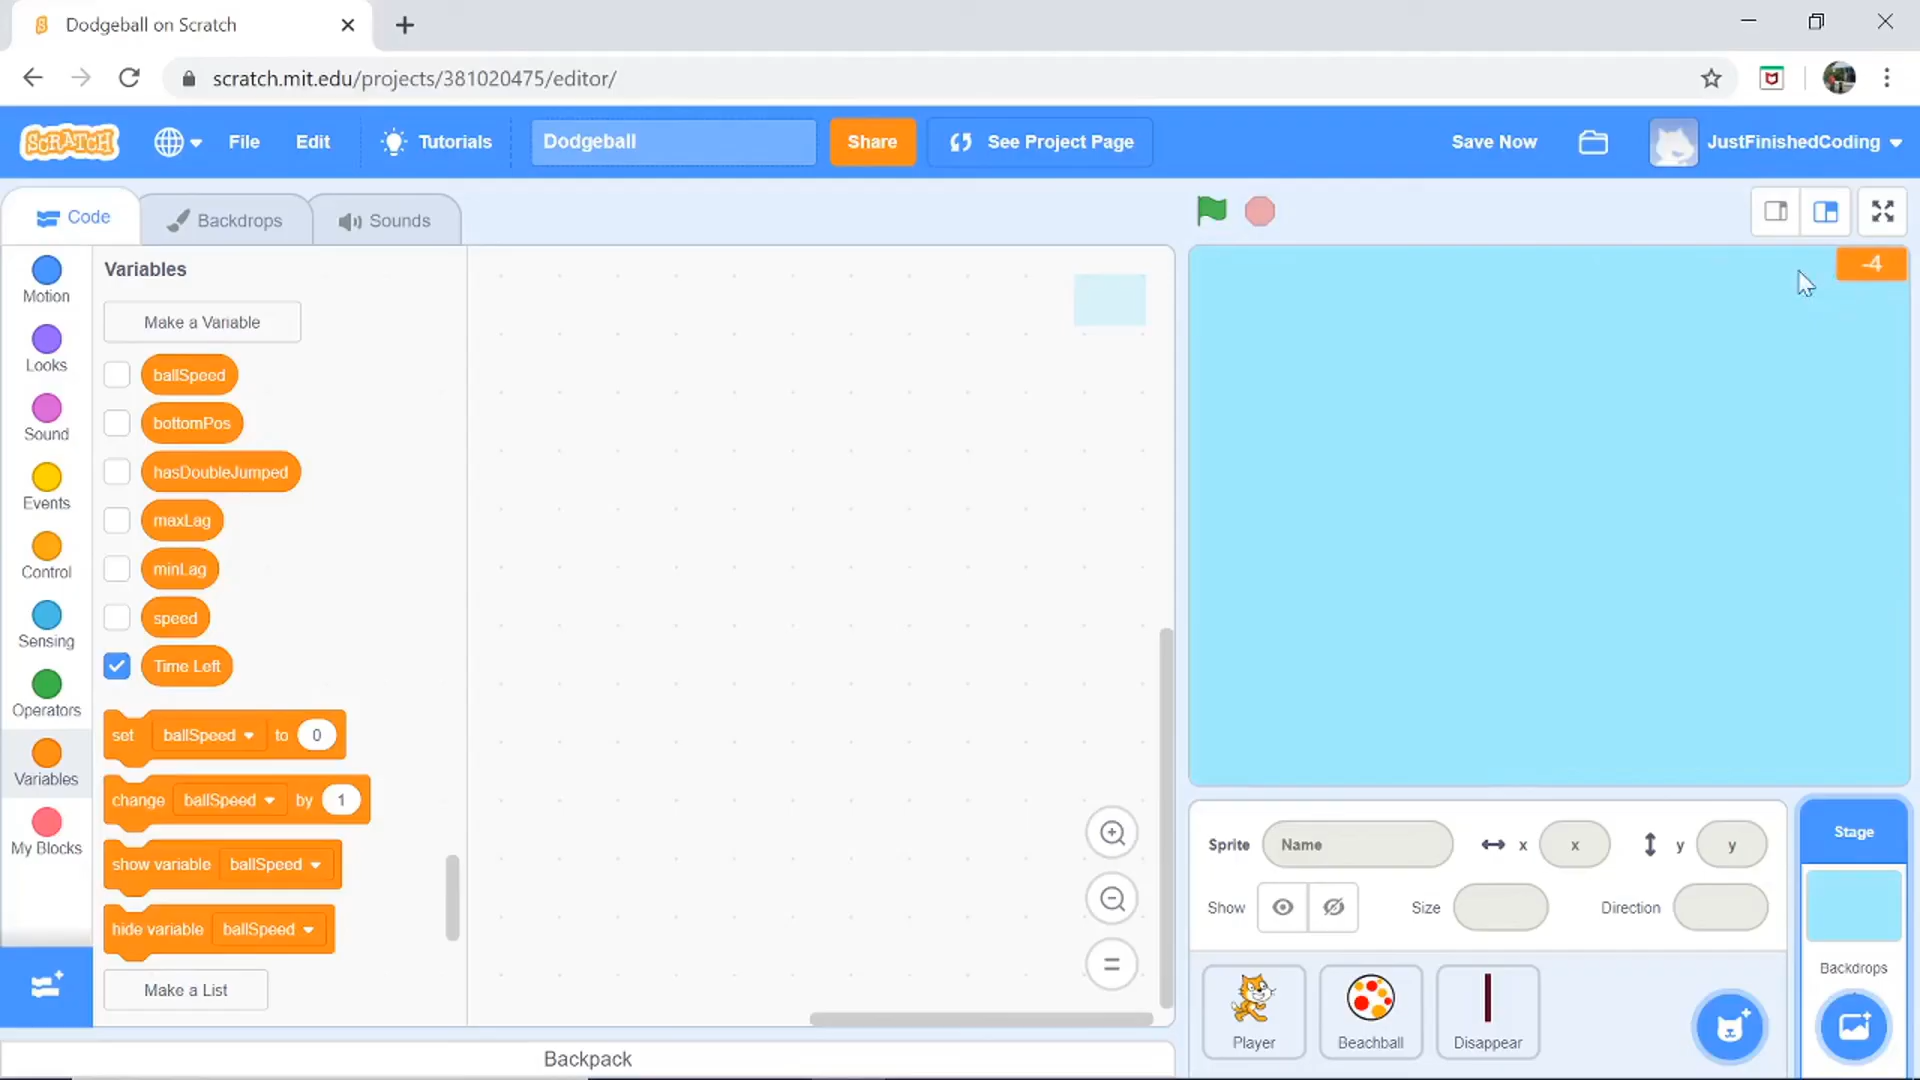 Dodgeball on Scratch
scratch.mit.edu/projects/381020475/editor/
SCRATCH
File
Edit
Tutorials
Dodgeball
Share
See Project Page
Save Now
JustFinishedCoding
Code
Backdrops
Sounds
Motion
Looks
Sound
Events
Control
Sensing
Operators
Variables
My Blocks
Variables
Make a Variable
ballSpeed
bottomPos
hasDoubleJumped
maxLag
minLag
speed
Time Left
set ballSpeed to 0
change ballSpeed by 1
show variable ballSpeed
hide variable ballSpeed
Make a List
Backpack
-4
Sprite Name x x y y
Show Size Direction
Player
Beachball
Disappear
Stage
Backdrops